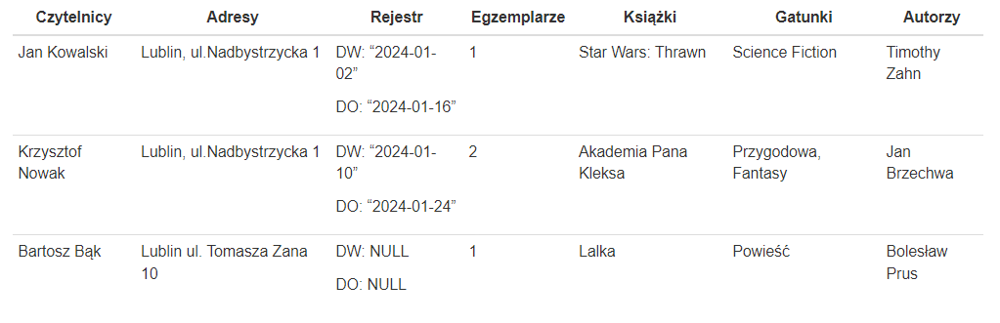 Czytelnicy Adresy Rejestr Egzemplarze Książki Gatunki Autorzy
Jan Kowalski Lublin, ul.Nadbystrzycka 1 DW: “2024-01- 1 Star Wars: Thrawn Science Fiction Timothy
02” Zahn
DO: “2024-01-16”
Krzysztof Lublin, ul.Nadbystrzycka 1 DW: “2024-01- 2 Akademia Pana Przygodowa, Jan
Nowak 10” Kleksa Fantasy Brzechwa
DO: “2024-01-24”
Bartosz Bąk Lublin ul. Tomasza Zana DW: NULL 1 Lalka Powieść Bolesław
10 DO: NULL Prus